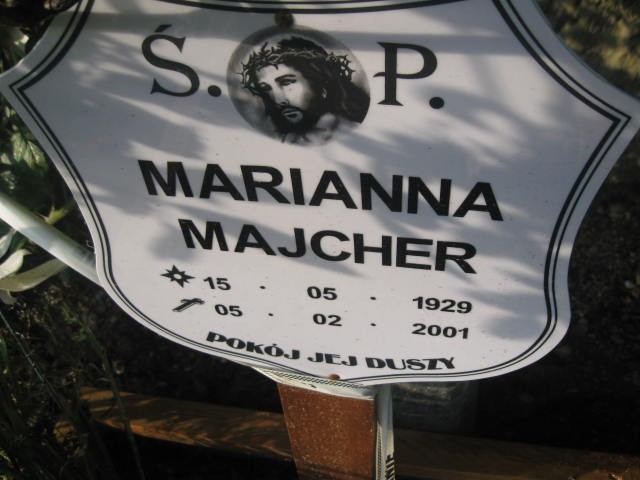 Ś. P.
MARIANNA
MAJCHER
15 . 05 . 1929
05 . 02 . 2001
POKÓJ JEJ DUSZY